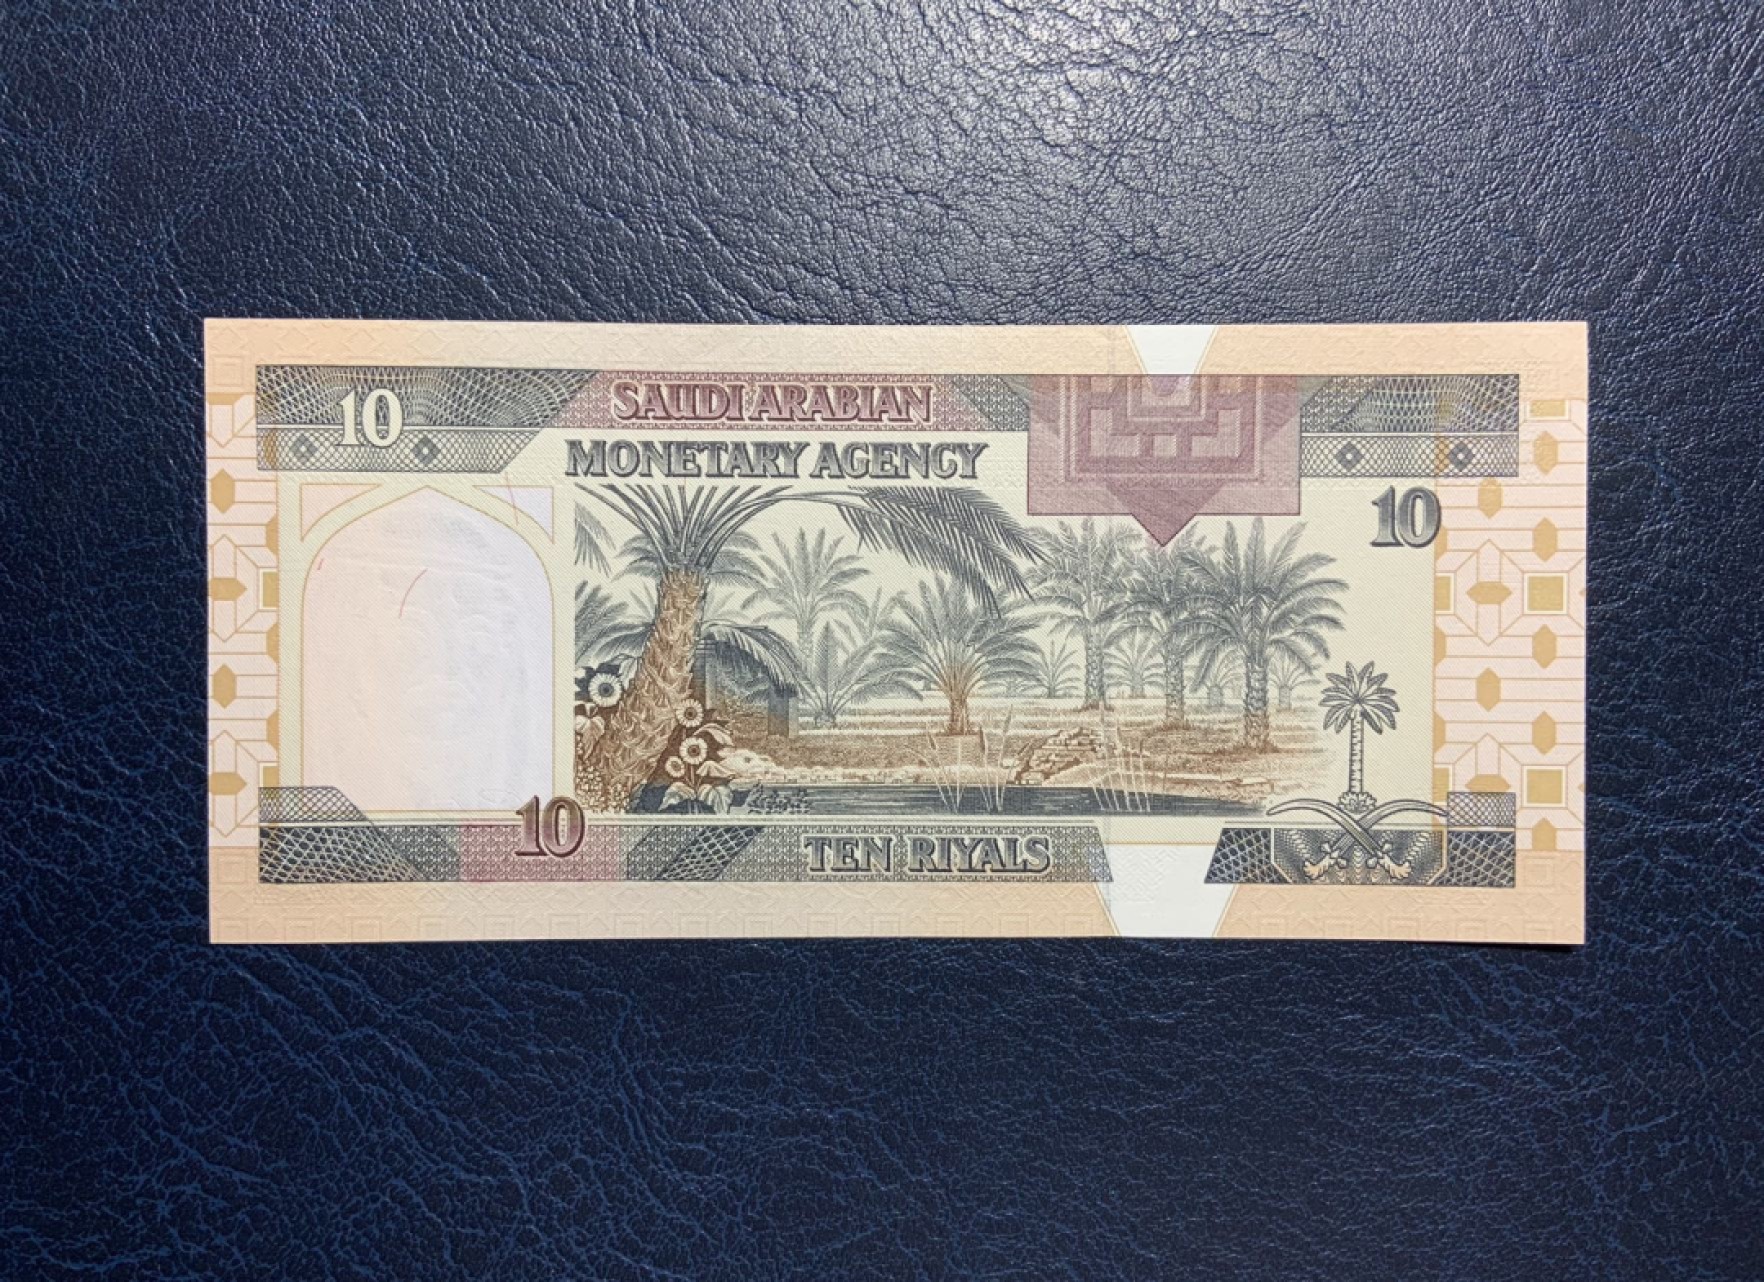 10
SAUDI ARABIAN
MONETARY AGENCY
10
10
TEN RIYALS